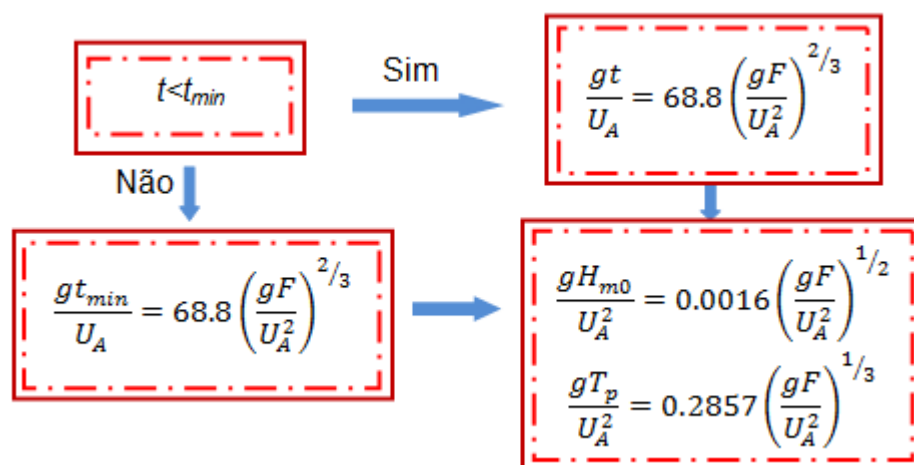 t<t_min
Sim
gt/U_A = 68.8 (gF/U_A^2)^2/3
Não
gt_min/U_A = 68.8 (gF/U_A^2)^2/3
gH_m0/U_A^2 = 0.0016 (gF/U_A^2)^1/2
gT_p/U_A^2 = 0.2857 (gF/U_A^2)^1/3